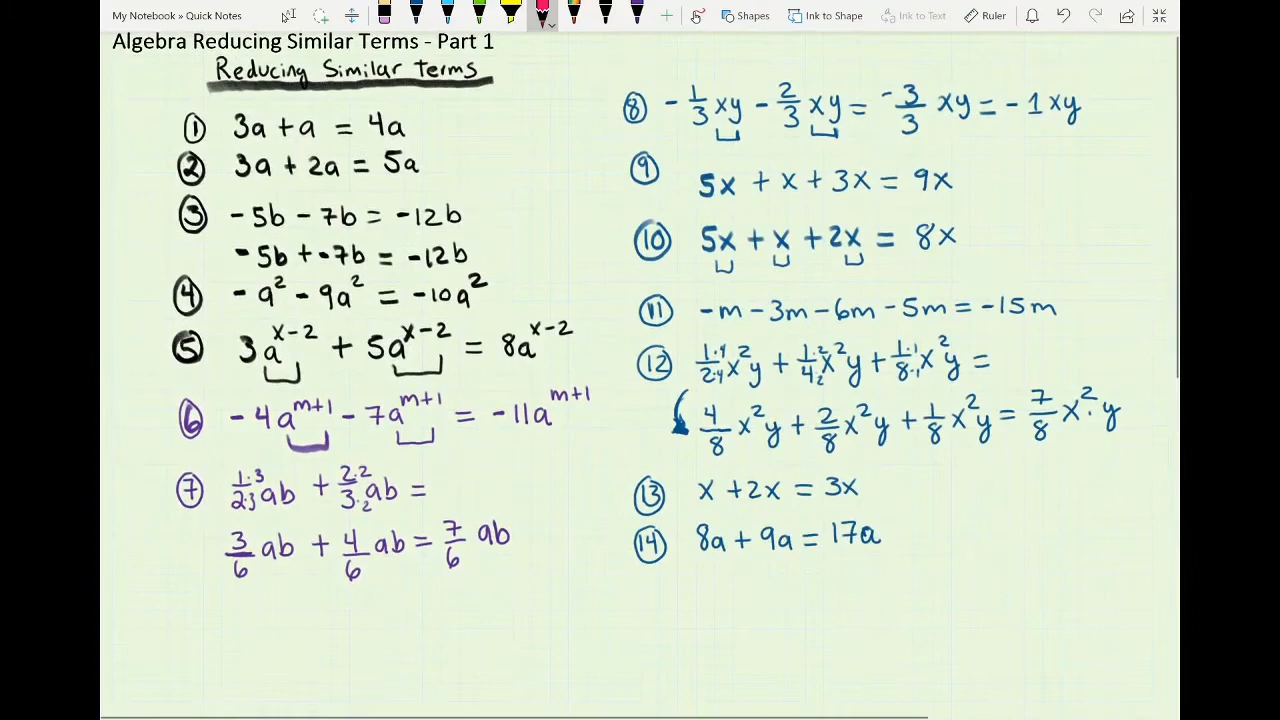 My Notebook » Quick Notes
Shapes
Ink to Shape
Ink to Text
Ruler
Algebra Reducing Similar Terms - Part 1
Reducing Similar Terms
① 3a + a = 4a
② 3a + 2a = 5a
③ -5b - 7b = -12b
-5b + -7b = -12b
④ -a² - 9a² = -10a²
⑤ 3a^(x-2) + 5a^(x-2) = 8a^(x-2)
⑥ -4a^(m+1) - 7a^(m+1) = -11a^(m+1)
⑦ (1·3)/(2·3) ab + (2·2)/(3·2) ab =
3/6 ab + 4/6 ab = 7/6 ab
⑧ -1/3 xy - 2/3 xy = -3/3 xy = -1xy
⑨ 5x + x + 3x = 9x
⑩ 5x + x + 2x = 8x
⑪ -m - 3m - 6m - 5m = -15m
⑫ (1·4)/(2·4) x²y + (1·2)/(4·2) x²y + (1·1)/(8·1) x²y =
4/8 x²y + 2/8 x²y + 1/8 x²y = 7/8 x²·y
⑬ x + 2x = 3x
⑭ 8a + 9a = 17a